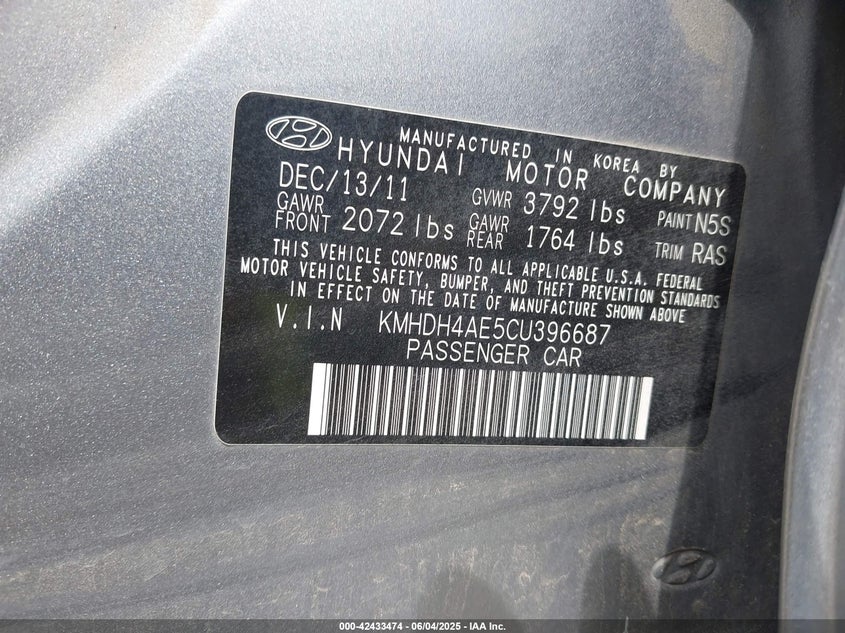 MANUFACTURED IN KOREA BY
HYUNDAI MOTOR COMPANY
DEC/13/11 GVWR 3792 lbs PAINT N5S
GAWR FRONT 2072 lbs GAWR REAR 1764 lbs TRIM RAS
THIS VEHICLE CONFORMS TO ALL APPLICABLE U.S.A. FEDERAL
MOTOR VEHICLE SAFETY, BUMPER, AND THEFT PREVENTION STANDARDS
IN EFFECT ON THE DATE OF MANUFACTURE SHOWN ABOVE
V.I.N KMHDH4AE5CU396687
PASSENGER CAR
000-42433474 - 06/04/2025 - IAA Inc.